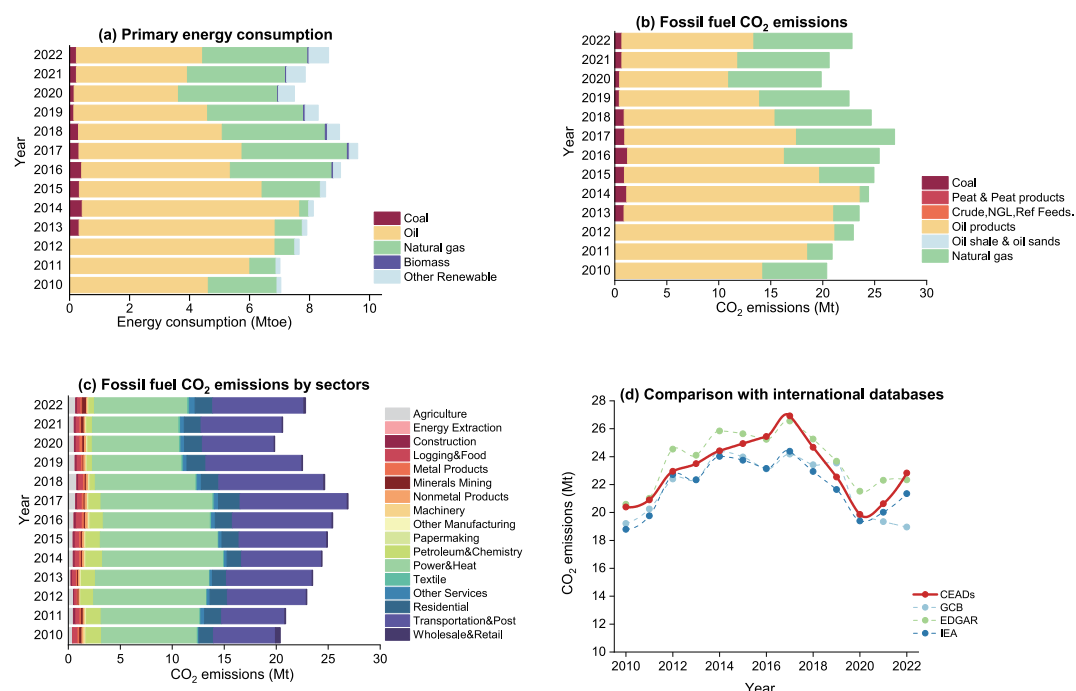 (a) Primary energy consumption
2022
2021
2020
2019
2018
2017
2016
2015
2014
2013
2012
2011
2010
Year
Coal
Oil
Natural gas
Biomass
Other Renewable
0 2 4 6 8 10
Energy consumption (Mtoe)
(b) Fossil fuel CO₂ emissions
2022
2021
2020
2019
2018
2017
2016
2015
2014
2013
2012
2011
2010
Year
Coal
Peat & Peat products
Crude,NGL,Ref Feeds.
Oil products
Oil shale & oil sands
Natural gas
0 5 10 15 20 25 30
CO₂ emissions (Mt)
(c) Fossil fuel CO₂ emissions by sectors
2022
2021
2020
2019
2018
2017
2016
2015
2014
2013
2012
2011
2010
Year
Agriculture
Energy Extraction
Construction
Logging&Food
Metal Products
Minerals Mining
Nonmetal Products
Machinery
Other Manufacturing
Papermaking
Petroleum&Chemistry
Power&Heat
Textile
Other Services
Residential
Transportation&Post
Wholesale&Retail
0 5 10 15 20 25 30
CO₂ emissions (Mt)
(d) Comparison with international databases
28
26
24
22
20
18
16
14
12
10
CO₂ emissions (Mt)
CEADs
GCB
EDGAR
IEA
2010 2012 2014 2016 2018 2020 2022
Year